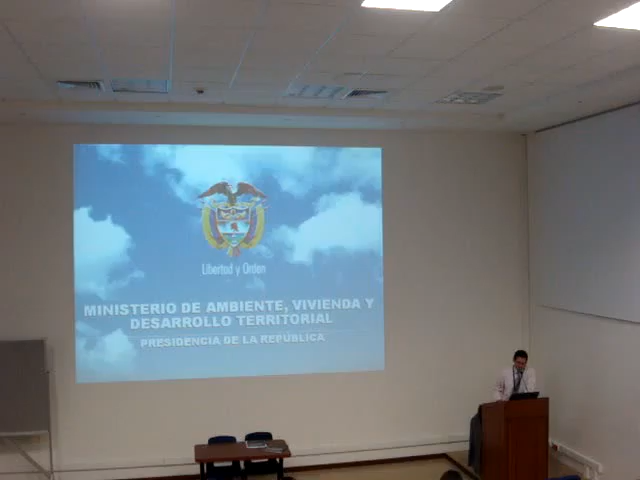 Libertad y Orden
MINISTERIO DE AMBIENTE, VIVIENDA Y
DESARROLLO TERRITORIAL
PRESIDENCIA DE LA REPÚBLICA